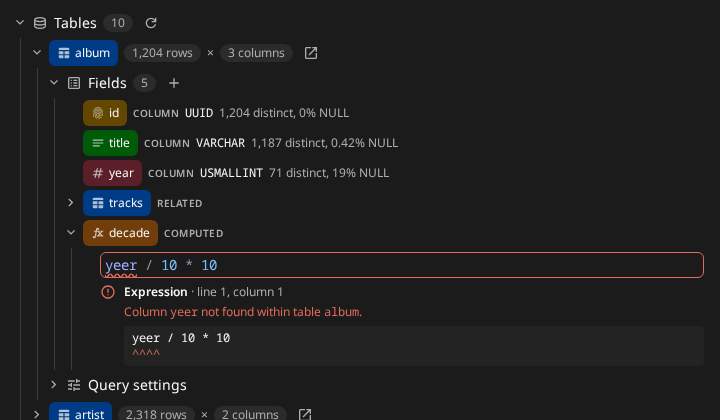 Tables 10
album 1,204 rows × 3 columns
Fields 5 +
id COLUMN UUID 1,204 distinct, 0% NULL
title COLUMN VARCHAR 1,187 distinct, 0.42% NULL
# year COLUMN USMALLINT 71 distinct, 19% NULL
tracks RELATED
fx decade COMPUTED
yeer / 10 * 10
Expression · line 1, column 1
Column yeer not found within table album.
yeer / 10 * 10
^^^^
Query settings
artist 2,318 rows × 2 columns